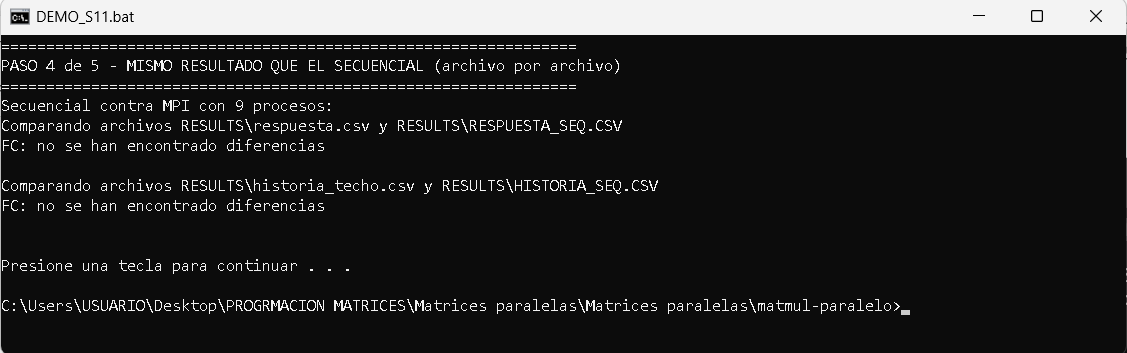 DEMO_S11.bat
================================================================
PASO 4 de 5 - MISMO RESULTADO QUE EL SECUENCIAL (archivo por archivo)
================================================================
Secuencial contra MPI con 9 procesos:
Comparando archivos RESULTS\respuesta.csv y RESULTS\RESPUESTA_SEQ.CSV
FC: no se han encontrado diferencias
Comparando archivos RESULTS\historia_techo.csv y RESULTS\HISTORIA_SEQ.CSV
FC: no se han encontrado diferencias
Presione una tecla para continuar . . .
C:\Users\USUARIO\Desktop\PROGRMACION MATRICES\Matrices paralelas\Matrices paralelas\matmul-paralelo>